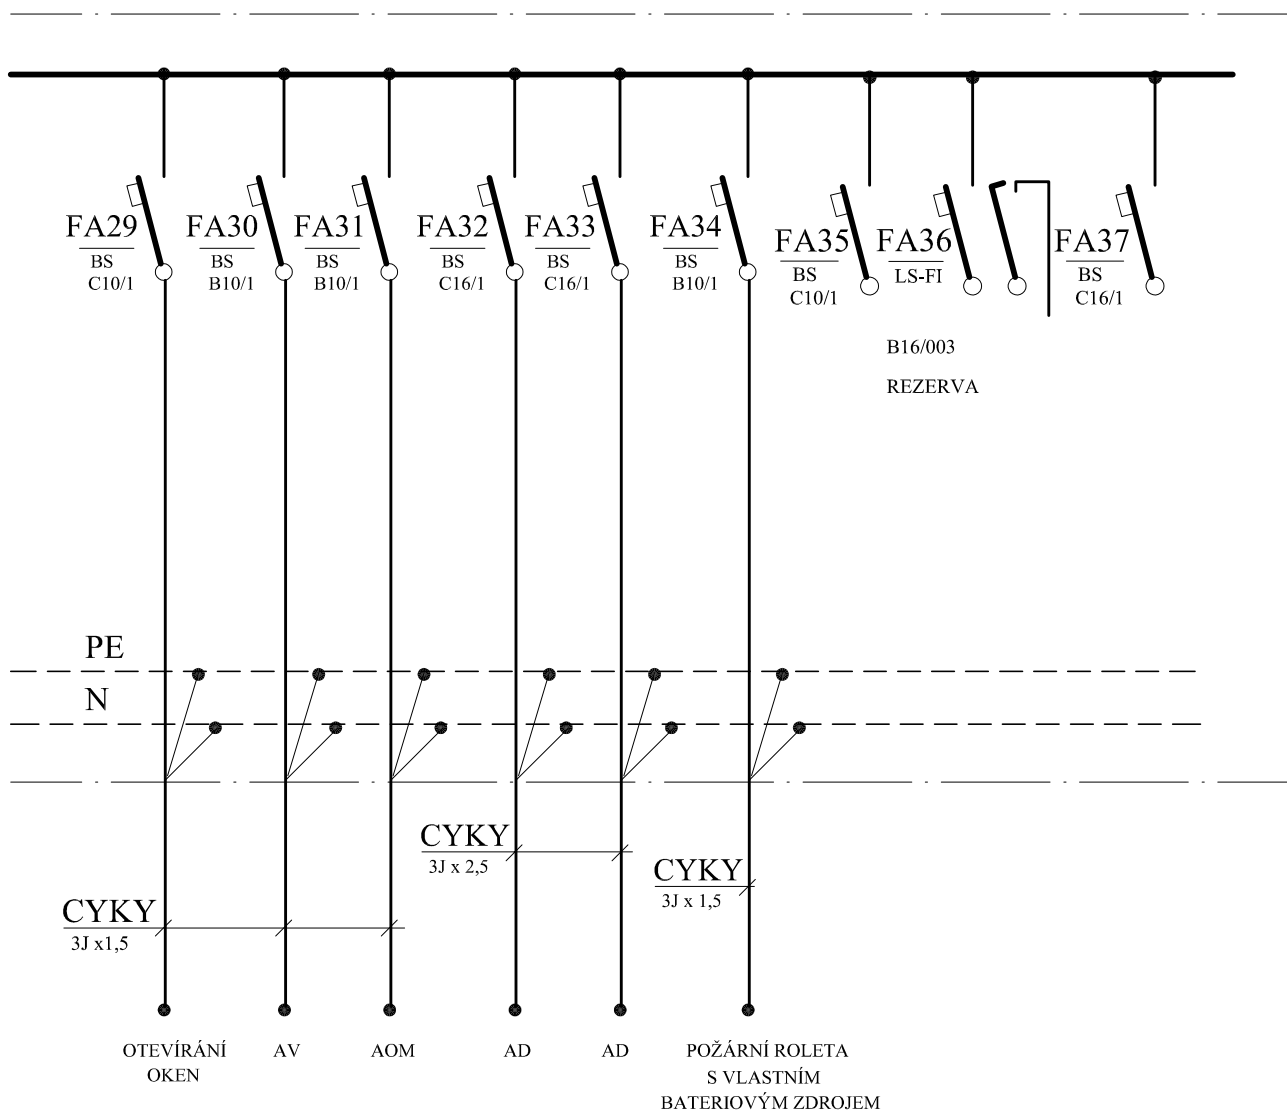 FA29
BS
C10/1
FA30
BS
B10/1
FA31
BS
B10/1
FA32
BS
C16/1
FA33
BS
C16/1
FA34
BS
B10/1
FA35
BS
C10/1
FA36
LS-FI
B16/003
REZERVA
FA37
BS
C16/1
PE
N
CYKY
3J x 2,5
CYKY
3J x 1,5
CYKY
3J x1,5
OTEVÍRÁNÍ
OKEN
AV
AOM
AD
AD
POŽÁRNÍ ROLETA
S VLASTNÍM
BATERIOVÝM ZDROJEM